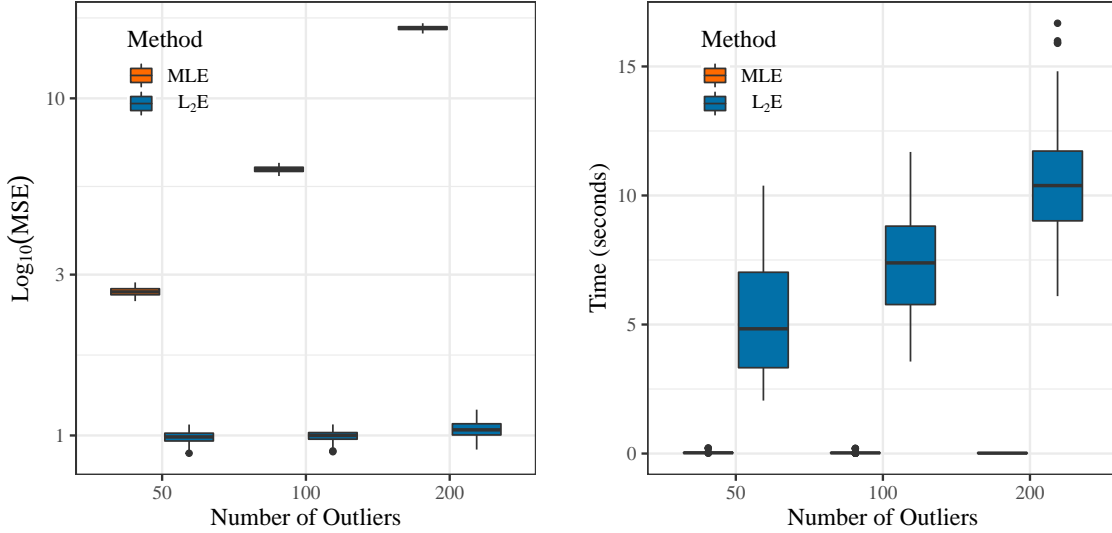 Log₁₀(MSE)
10
3
1
Method
MLE
L₂E
50
100
200
Number of Outliers
Time (seconds)
15
10
5
0
Method
MLE
L₂E
50
100
200
Number of Outliers